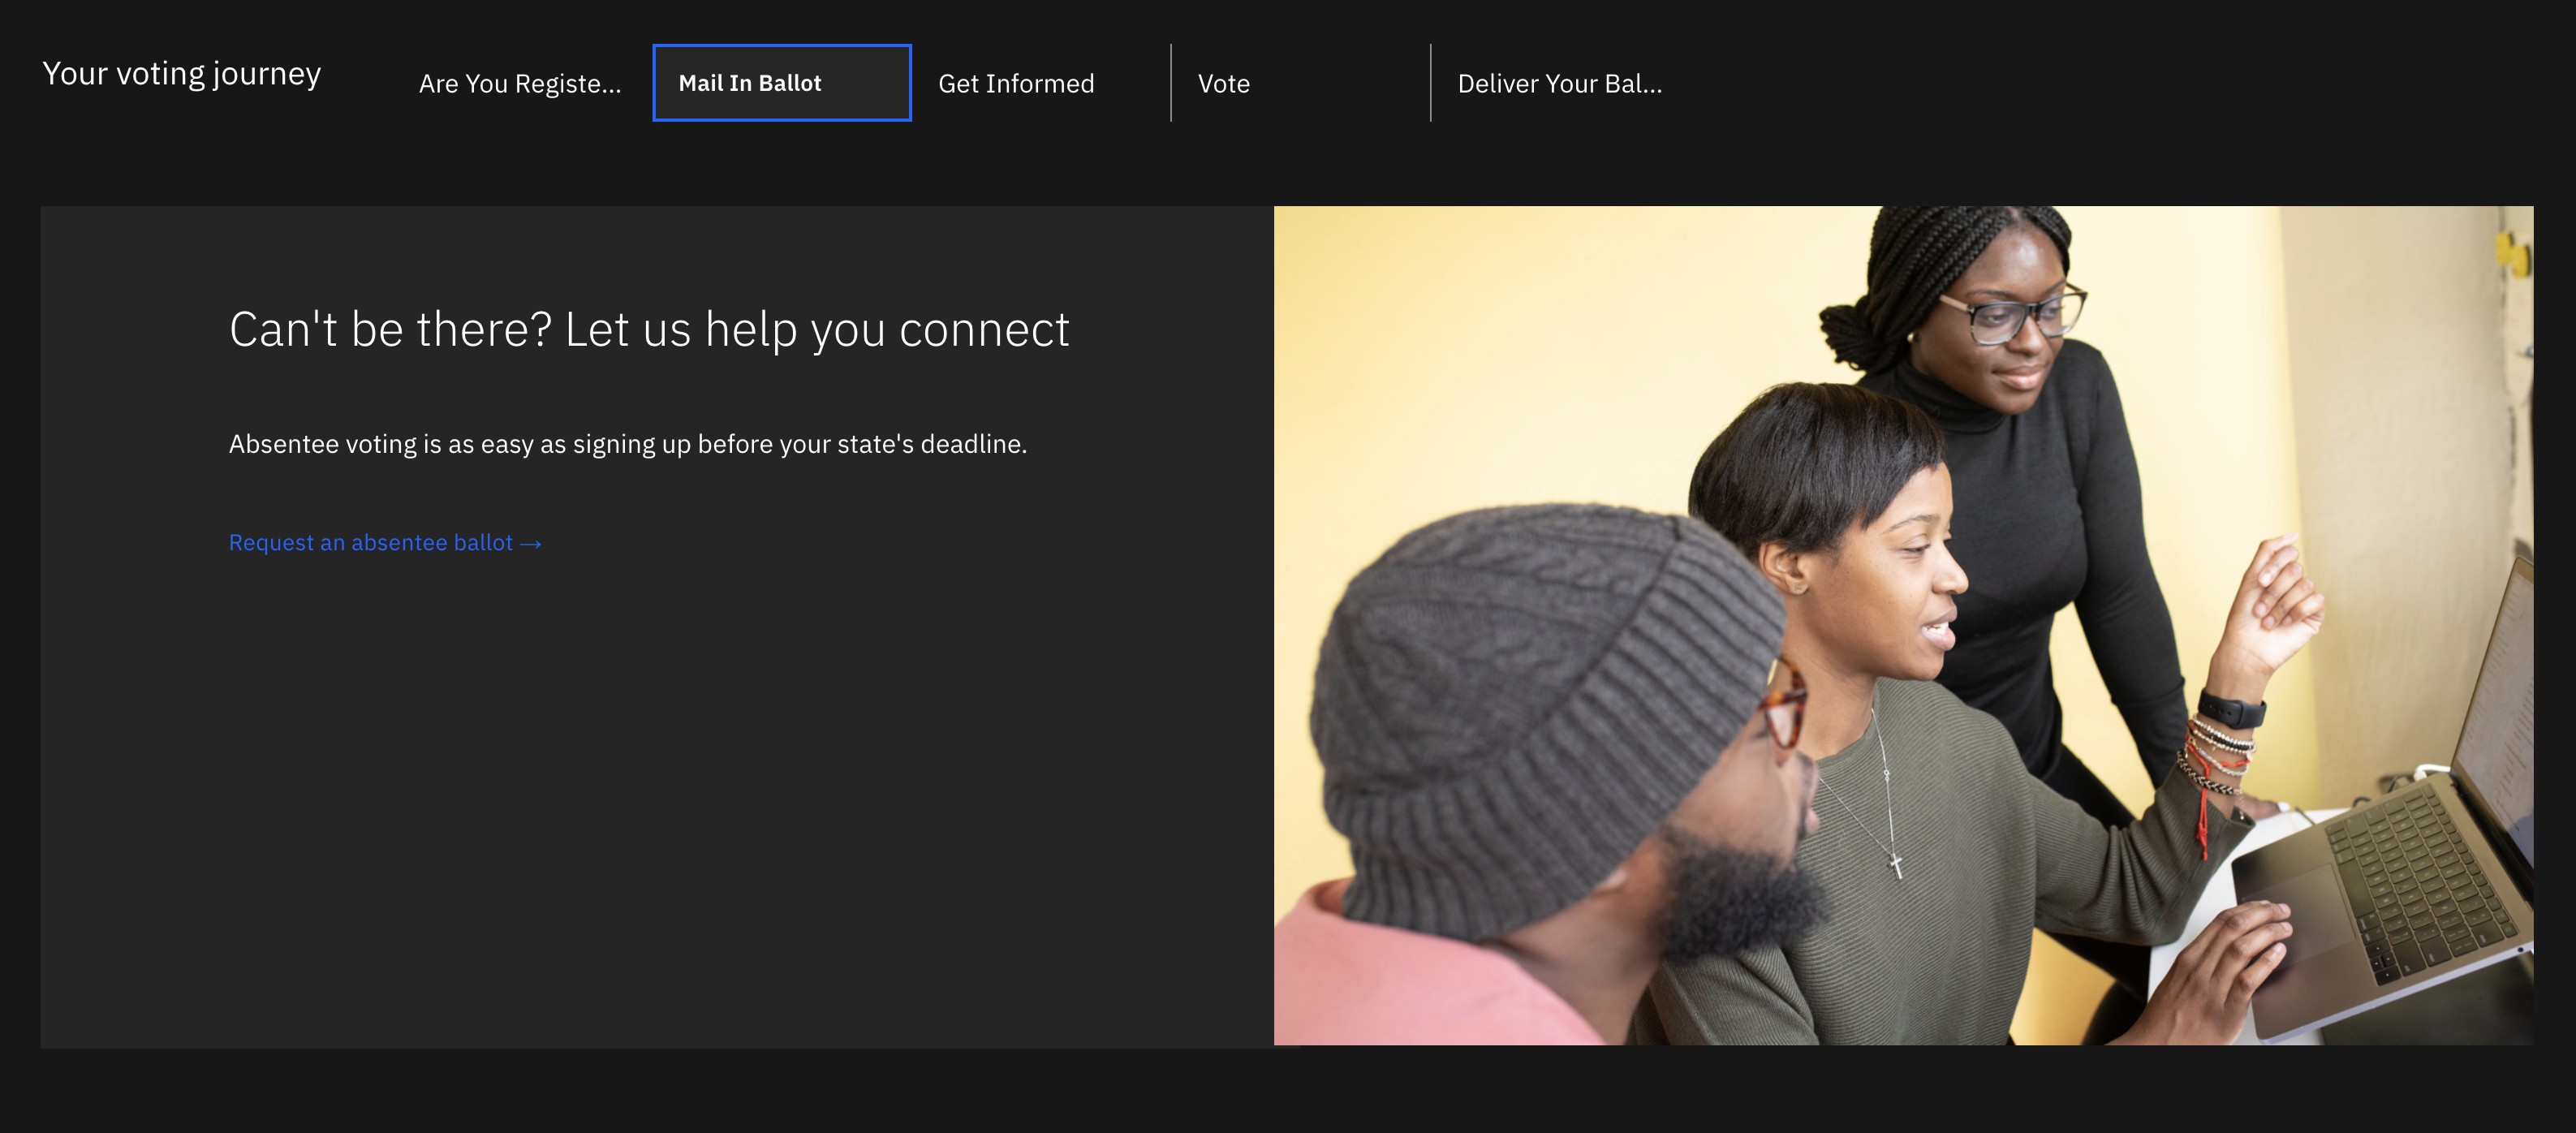 Your voting journey
Are You Registe...
Mail In Ballot
Get Informed
Vote
Deliver Your Bal...
Can't be there? Let us help you connect
Absentee voting is as easy as signing up before your state's deadline.
Request an absentee ballot →